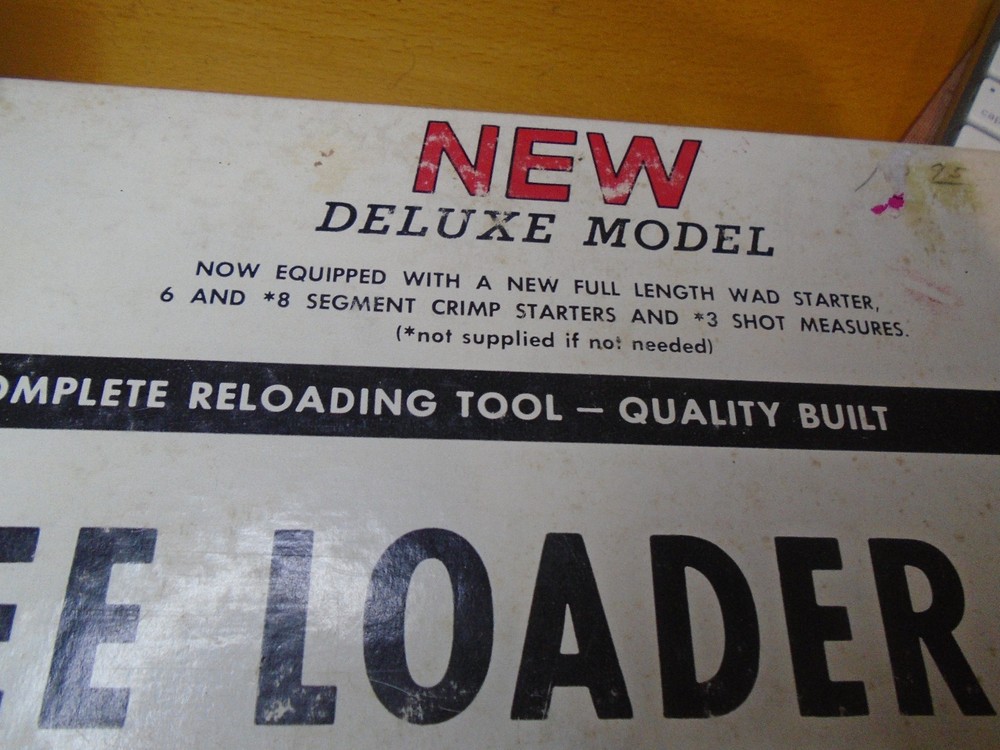 NEW
25
DELUXE MODEL
NOW EQUIPPED WITH A NEW FULL LENGTH WAD STARTER,
6 AND *8 SEGMENT CRIMP STARTERS AND *3 SHOT MEASURES.
(*not supplied if not needed)
OMPLETE RELOADING TOOL — QUALITY BUILT
EE LOADER